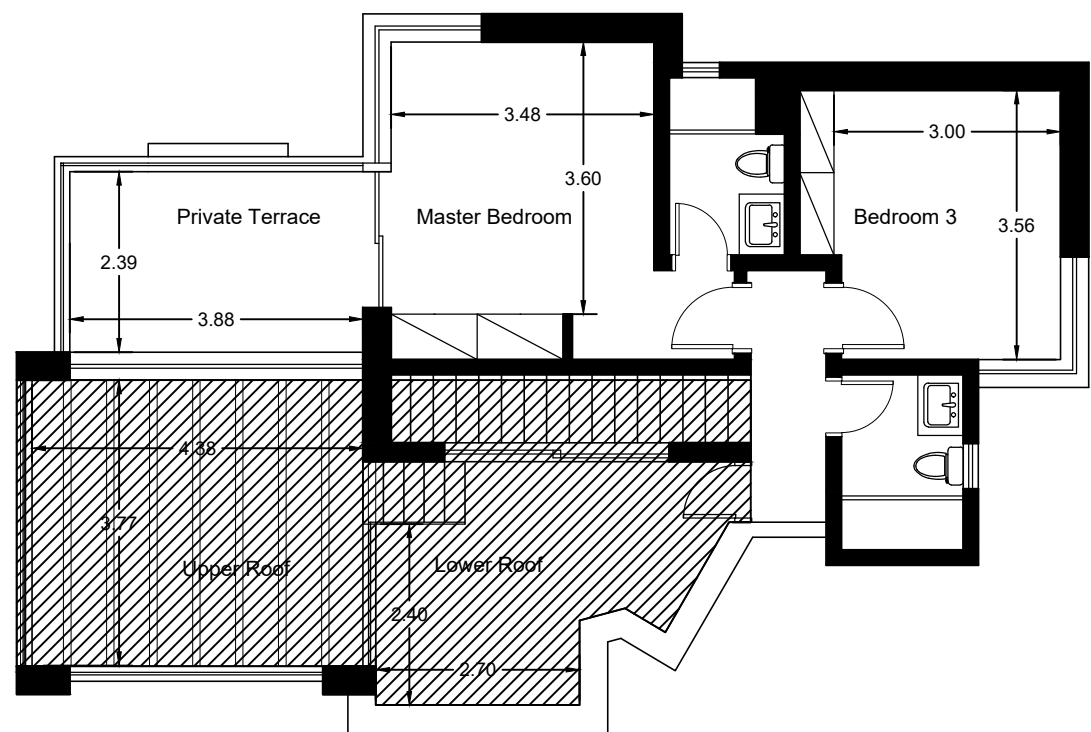 3.48
3.00
3.60
Private Terrace
Master Bedroom
Bedroom 3
3.56
2.39
3.88
4.38
3.77
Upper Roof
Lower Roof
2.40
2.70